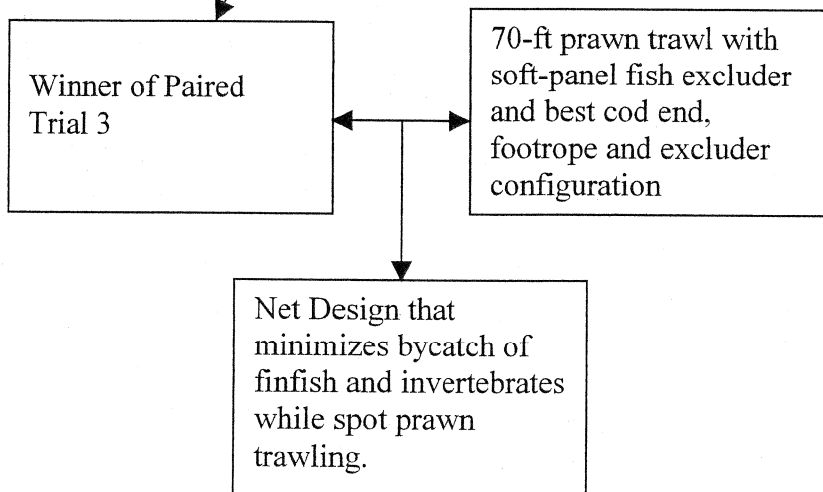 Winner of Paired
Trial 3
70-ft prawn trawl with
soft-panel fish excluder
and best cod end,
footrope and excluder
configuration
Net Design that
minimizes bycatch of
finfish and invertebrates
while spot prawn
trawling.